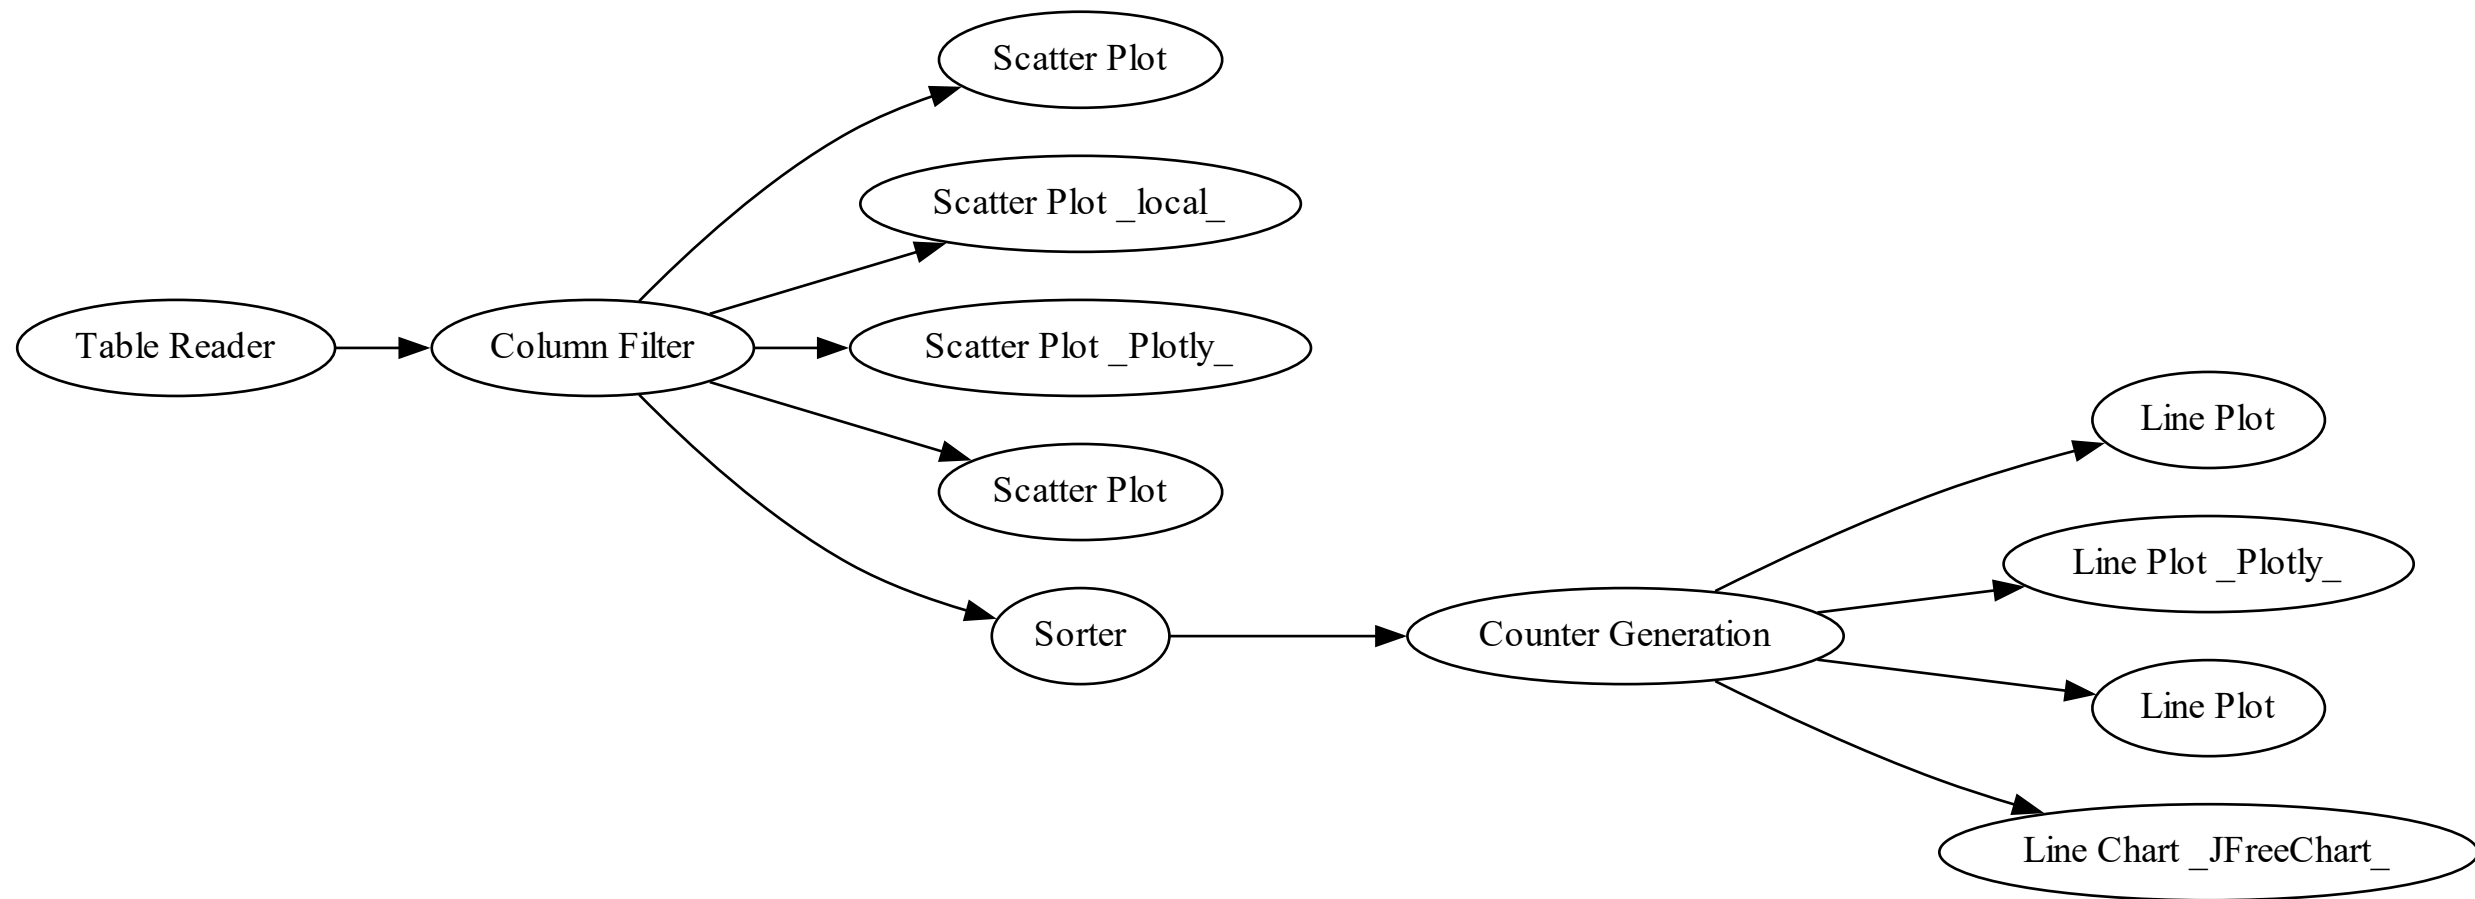 Scatter Plot
Scatter Plot _local_
Table Reader
Column Filter
Scatter Plot _Plotly_
Scatter Plot
Sorter
Counter Generation
Line Plot
Line Plot _Plotly_
Line Plot
Line Chart _JFreeChart_